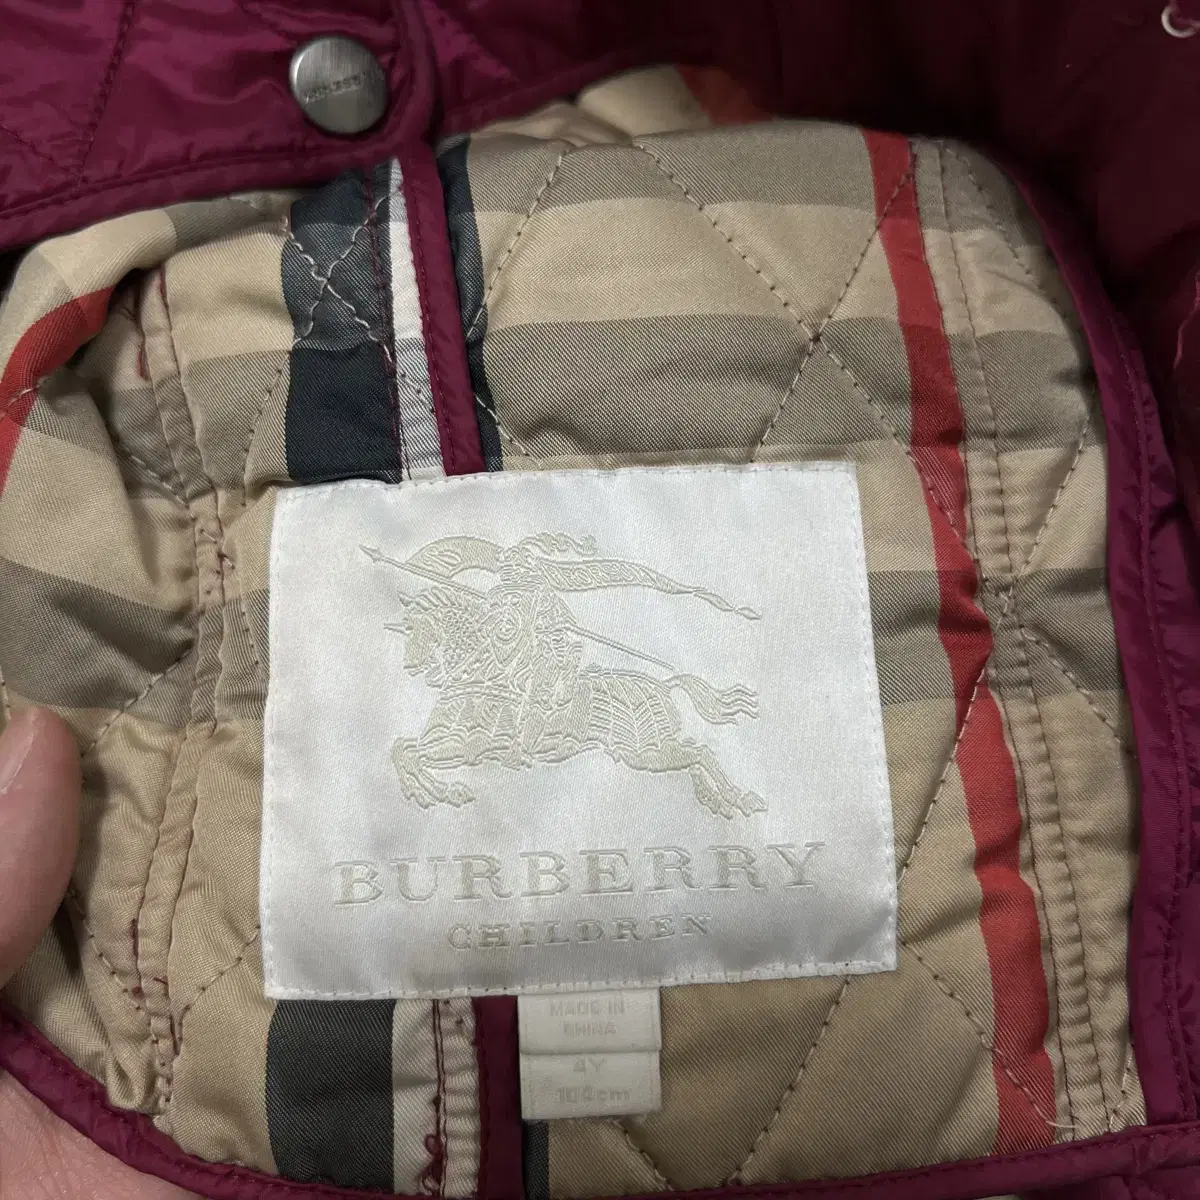 BURBERRY
CHILDREN
MADE IN
CHINA
4Y
104cm